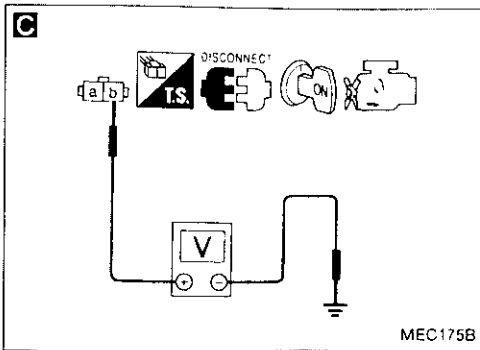 C
DISCONNECT
a b
T.S.
ON
V
+ −
MEC175B